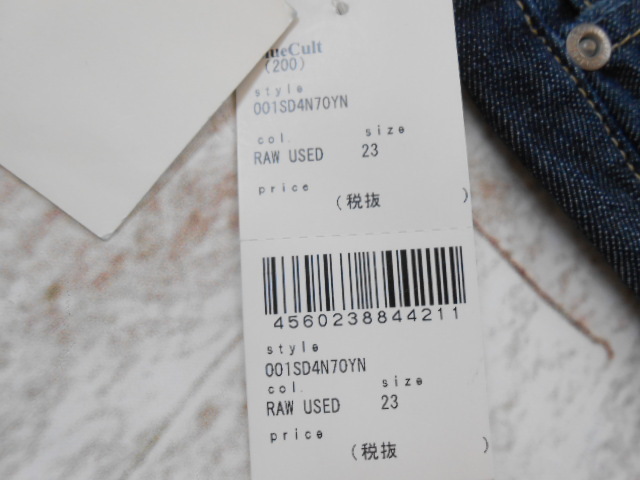 lueCult
(200)
style
001SD4N70YN
col. size
RAW USED 23
price
(税抜 )
4560238844211
style
001SD4N70YN
col. size
RAW USED 23
price
(税抜 )